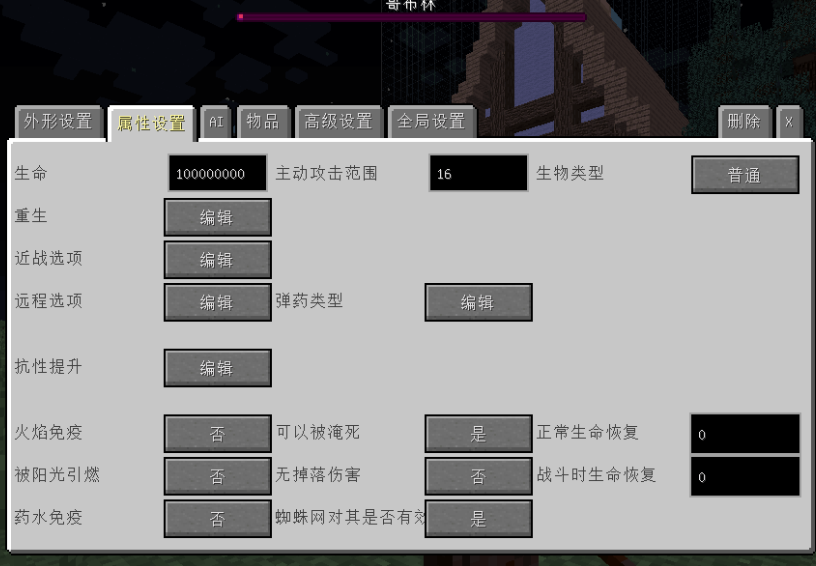 哥布林
外形设置 属性设置 AI 物品 高级设置 全局设置 删除 X
生命 100000000 主动攻击范围 16 生物类型 普通
重生 编辑
近战选项 编辑
远程选项 编辑 弹药类型 编辑
抗性提升 编辑
火焰免疫 否 可以被淹死 是 正常生命恢复 0
被阳光引燃 否 无掉落伤害 否 战斗时生命恢复 0
药水免疫 否 蜘蛛网对其是否有效 是